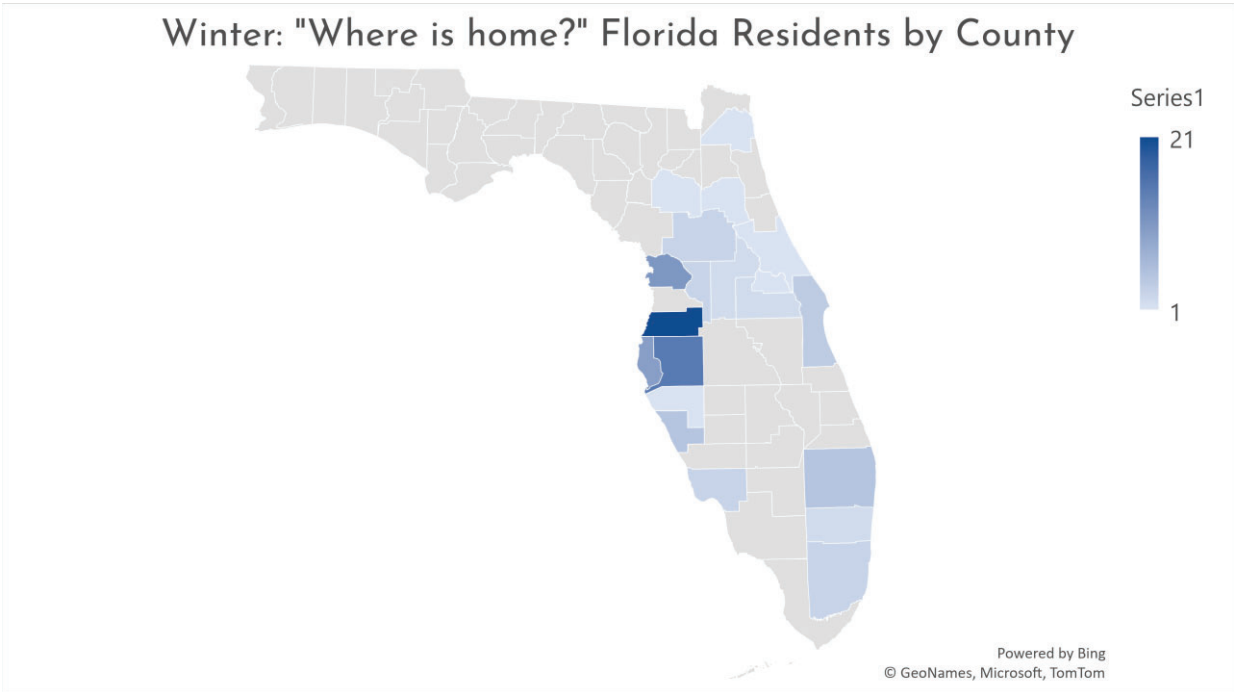 Winter: "Where is home?" Florida Residents by County
Series1
21
1
Powered by Bing
© GeoNames, Microsoft, TomTom